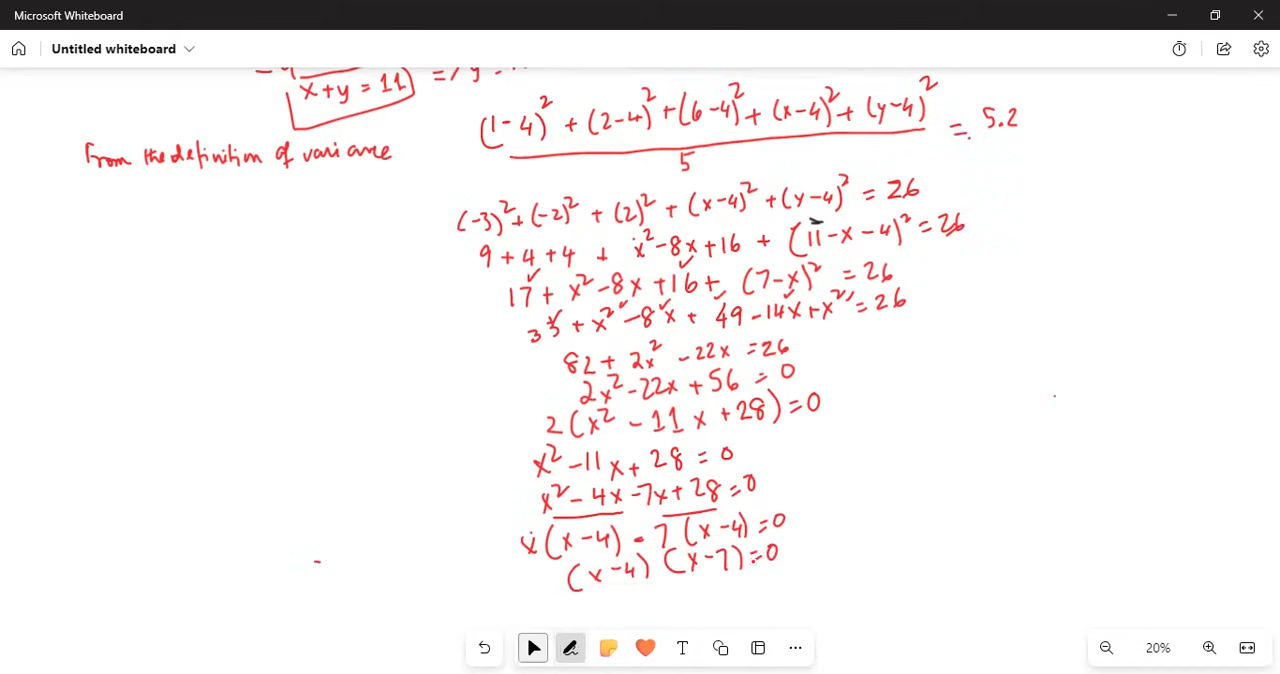 Microsoft Whiteboard
Untitled whiteboard
x+y = 11 => y
From the definition of variance
(1-4)² + (2-4)² + (6-4)² + (x-4)² + (y-4)² = 5.2
5
(-3)² + (-2)² + (2)² + (x-4)² + (y-4)² = 26
9 + 4 + 4 + x² - 8x + 16 + (11-x-4)² = 26
17 + x² - 8x + 16 + (7-x)² = 26
33 + x² - 8x + 49 - 14x + x² = 26
82 + 2x² - 22x = 26
2x² - 22x + 56 = 0
2(x² - 11x + 28) = 0
x² - 11x + 28 = 0
x² - 4x - 7x + 28 = 0
x(x-4) - 7(x-4) = 0
(x-4) (x-7) = 0
20%